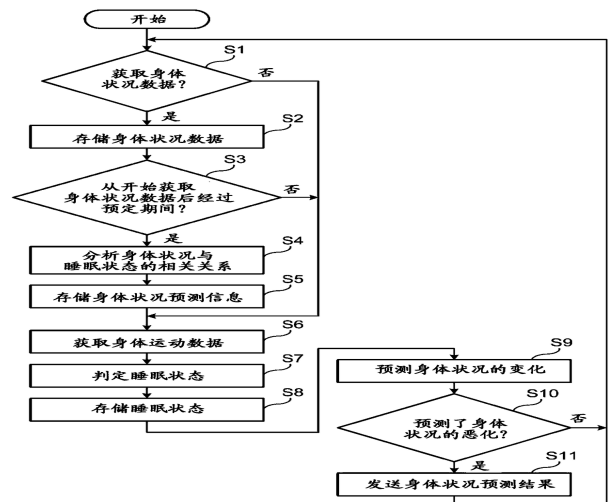 开始
S1
获取身体
状况数据?
否
是
S2
存储身体状况数据
S3
从开始获取
身体状况数据后经过
预定期间?
否
是
S4
分析身体状况与
睡眠状态的相关关系
S5
存储身体状况预测信息
S6
获取身体运动数据
S7
判定睡眠状态
S8
存储睡眠状态
S9
预测身体状况的变化
S10
预测了身体
状况的恶化?
否
是
S11
发送身体状况预测结果